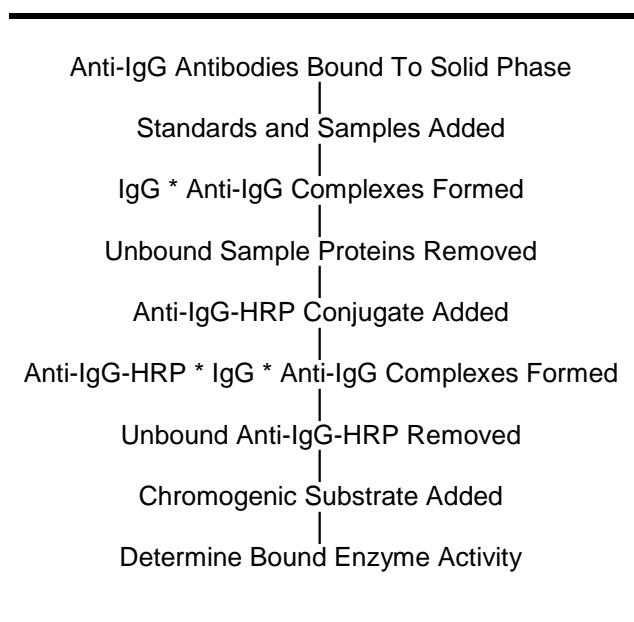 Anti-IgG Antibodies Bound To Solid Phase
Standards and Samples Added
IgG * Anti-IgG Complexes Formed
Unbound Sample Proteins Removed
Anti-IgG-HRP Conjugate Added
Anti-IgG-HRP * IgG * Anti-IgG Complexes Formed
Unbound Anti-IgG-HRP Removed
Chromogenic Substrate Added
Determine Bound Enzyme Activity